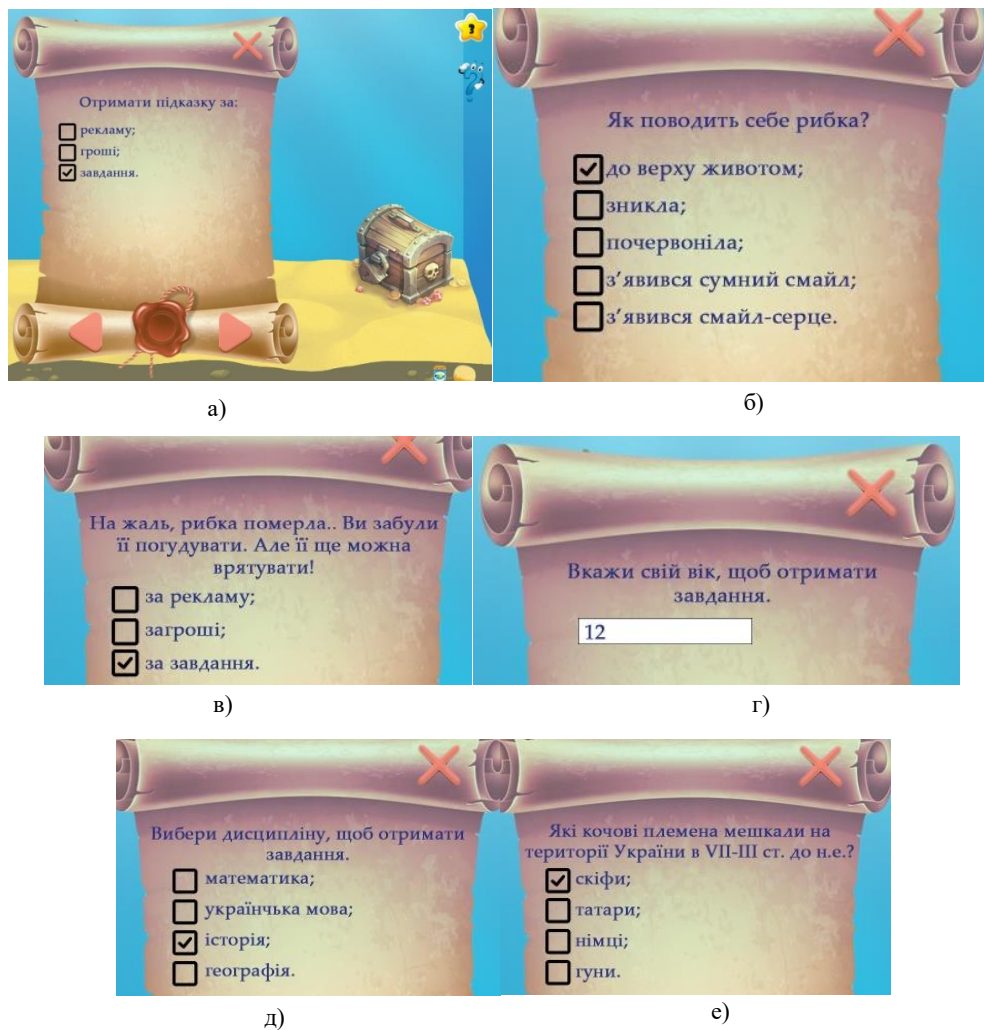 3
Отримати підказку за:
рекламу;
гроші;
завдання.
а)
Як поводить себе рибка?
до верху животом;
зникла;
почервоніла;
з’явився сумний смайл;
з’явився смайл-серце.
б)
На жаль, рибка померла.. Ви забули
її погудувати. Але її ще можна
врятувати!
за рекламу;
загроші;
за завдання.
в)
Вкажи свій вік, щоб отримати
завдання.
12
г)
Вибери дисципліну, щоб отримати
завдання.
математика;
українчька мова;
історія;
географія.
д)
Які кочові племена мешкали на
території України в VII-III ст. до н.е.?
скіфи;
татари;
німці;
гуни.
е)